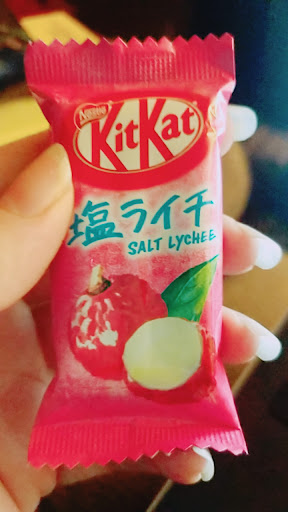 Nestlé
KitKat
塩ライチ
SALT LYCHEE